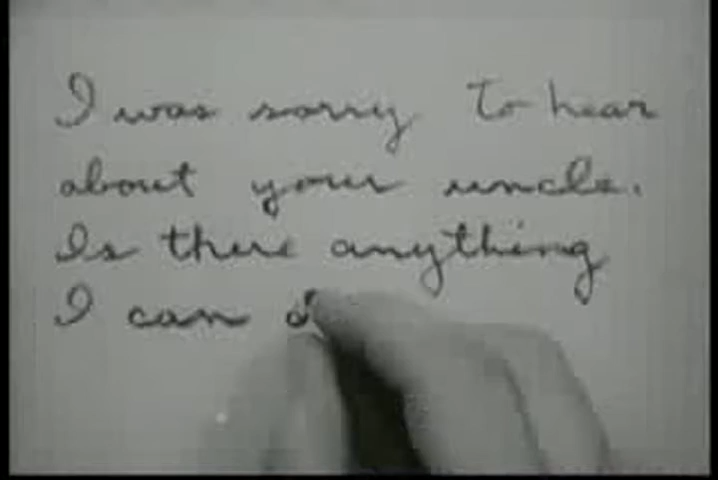 I was sorry to hear
about your uncle.
Is there anything
I can d